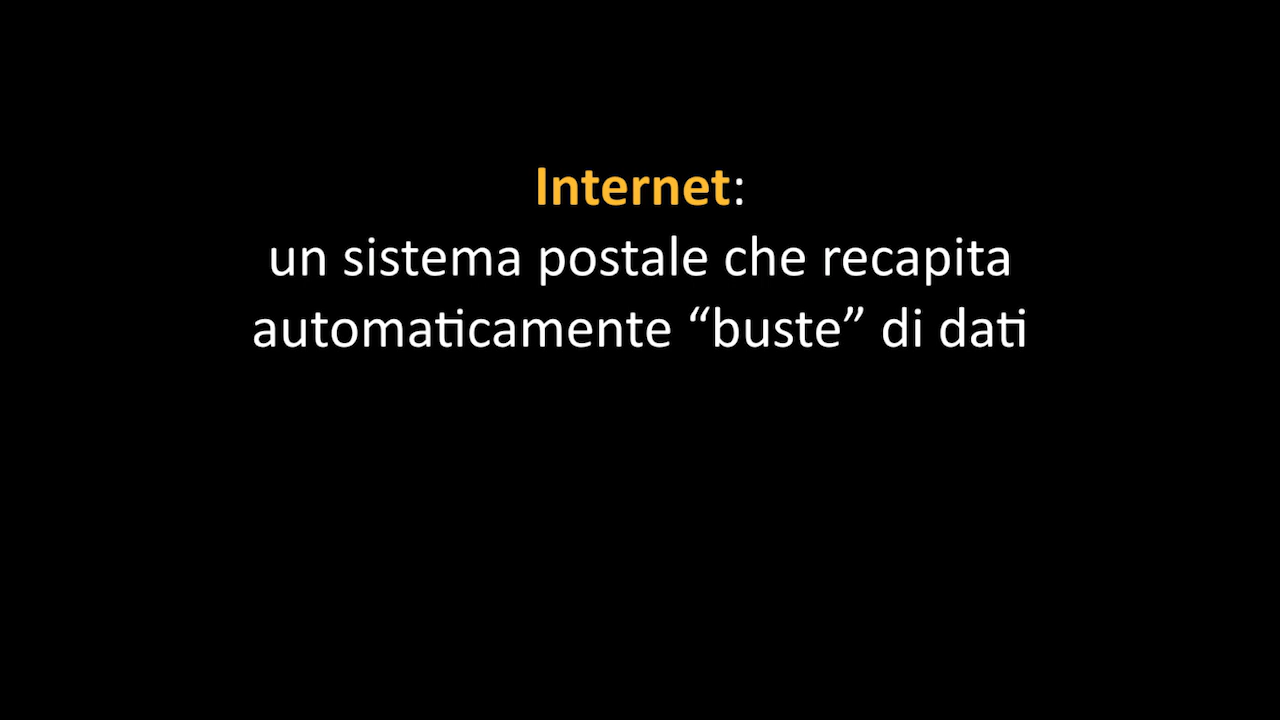 Internet:
un sistema postale che recapita
automaticamente “buste” di dati